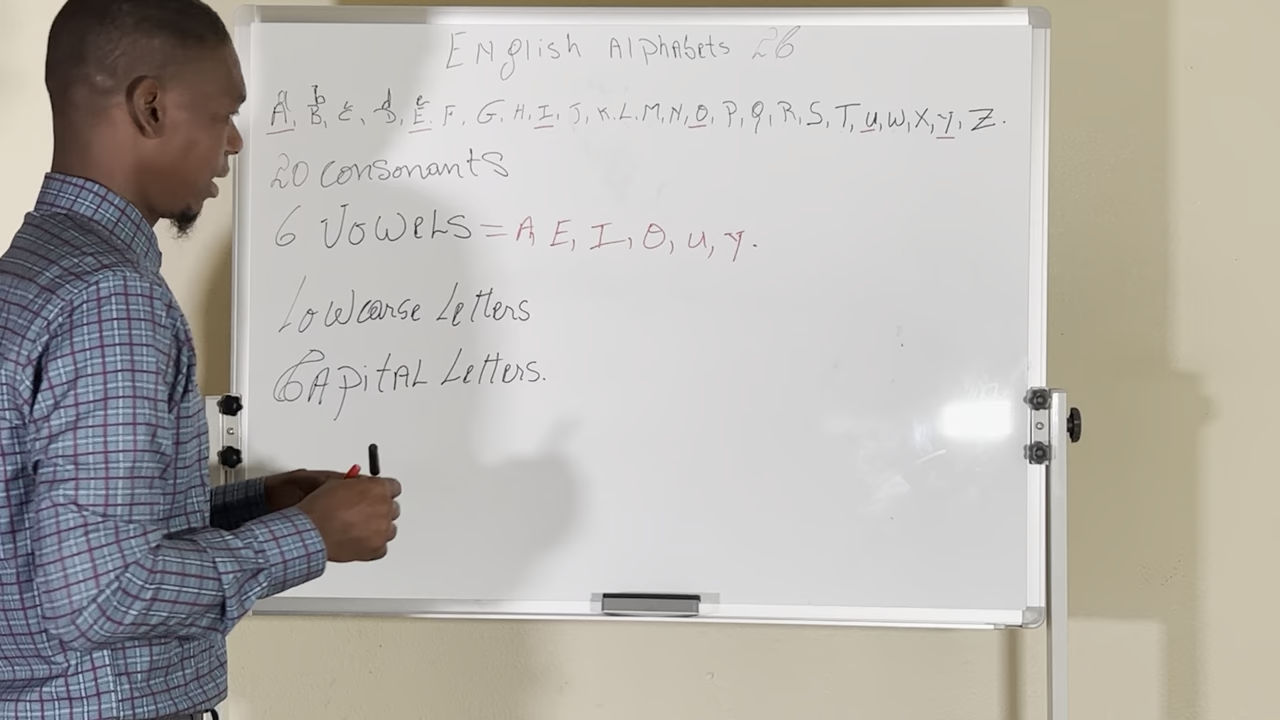 English Alphabets 26
a b d e
A, B, C, D, E, F, G, H, I, J, K, L, M, N, O, P, Q, R, S, T, U, W, X, Y, Z.
20 consonants
6 Vowels = A, E, I, O, U, Y.
Lowcarse Letters
Capital Letters.